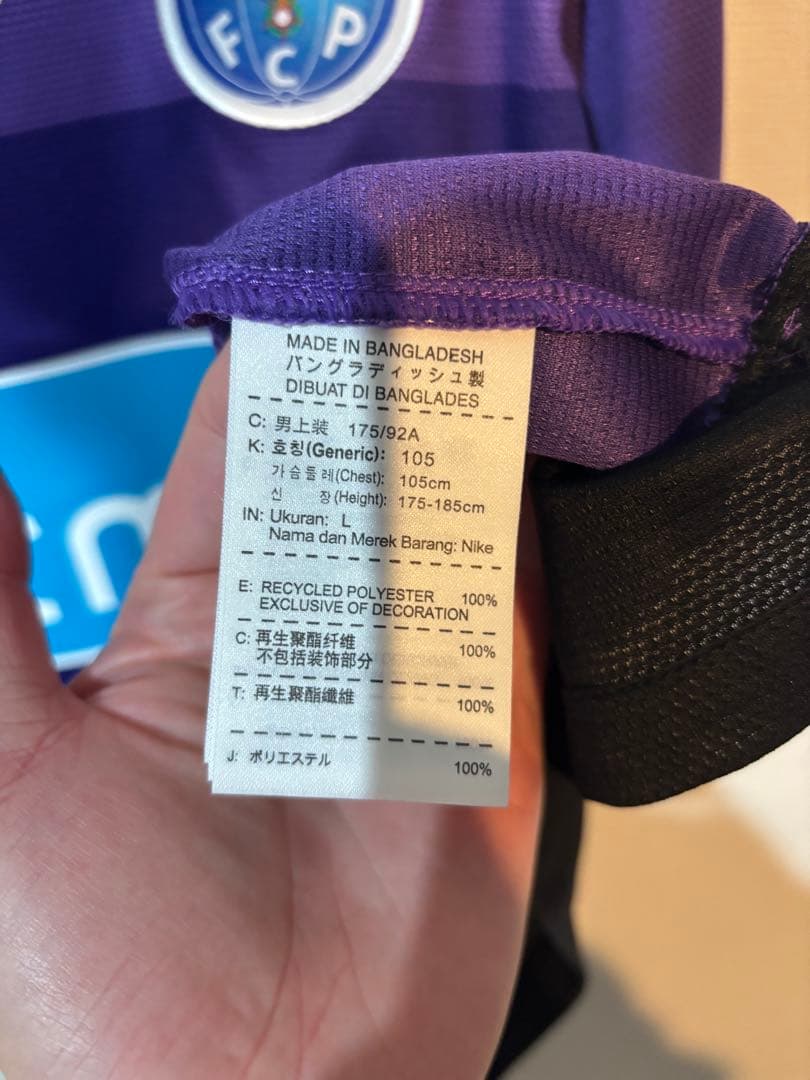 FCP
MADE IN BANGLADESH
バングラディッシュ製
DIBUAT DI BANGLADES
C: 男上装 175/92A
K: 호칭(Generic): 105
가슴둘레(Chest): 105cm
신 장(Height): 175-185cm
IN: Ukuran: L
Nama dan Merek Barang: Nike
E: RECYCLED POLYESTER 100%
EXCLUSIVE OF DECORATION
C: 再生聚酯纤维 100%
不包括装饰部分
T: 再生聚酯纖維 100%
J: ポリエステル 100%